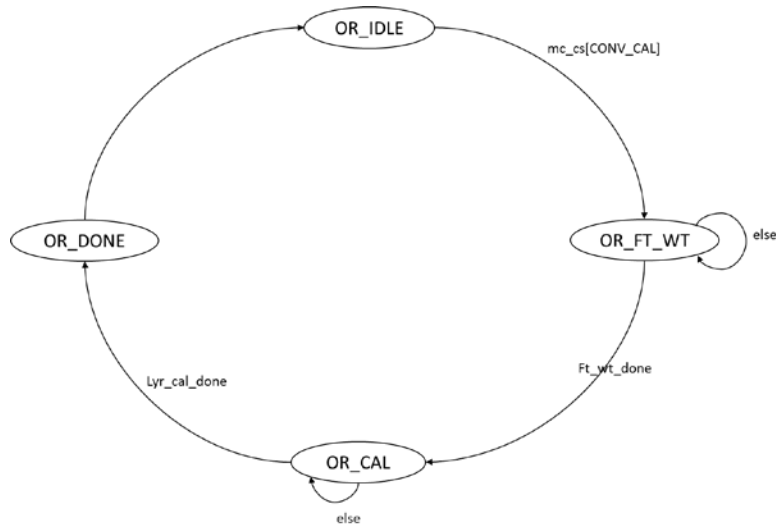 OR_IDLE
mc_cs[CONV_CAL]
OR_DONE
OR_FT_WT
else
Lyr_cal_done
Ft_wt_done
OR_CAL
else